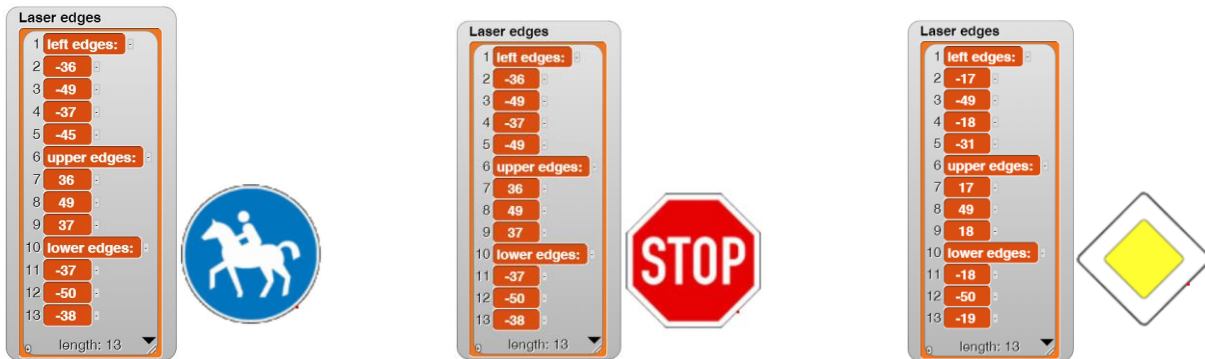 Laser edges
1 left edges:
2 -36
3 -49
4 -37
5 -45
6 upper edges:
7 36
8 49
9 37
10 lower edges:
11 -37
12 -50
13 -38
length: 13
Laser edges
1 left edges:
2 -36
3 -49
4 -37
5 -49
6 upper edges:
7 36
8 49
9 37
10 lower edges:
11 -37
12 -50
13 -38
length: 13
STOP
Laser edges
1 left edges:
2 -17
3 -49
4 -18
5 -31
6 upper edges:
7 17
8 49
9 18
10 lower edges:
11 -18
12 -50
13 -19
length: 13